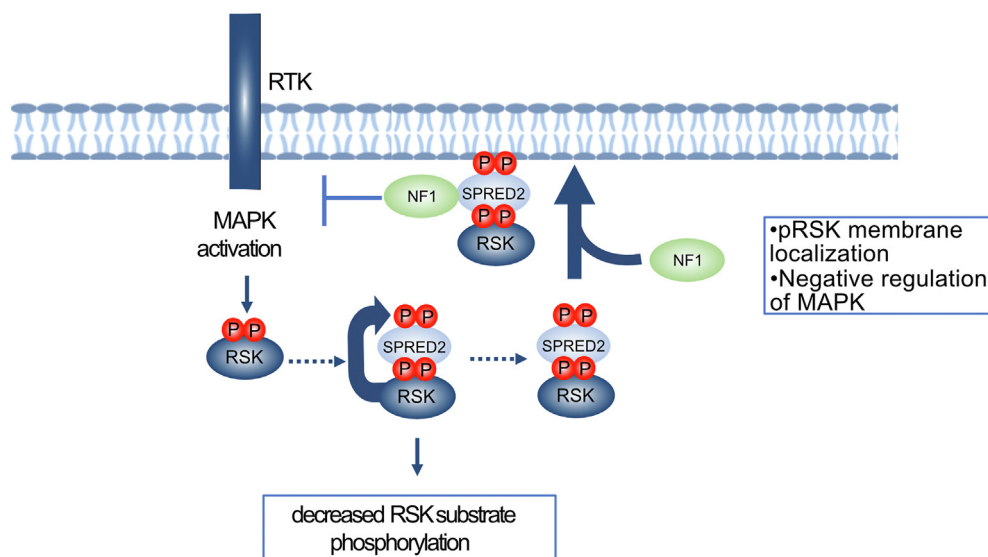 RTK
P P
NF1
SPRED2
P P
RSK
MAPK
activation
NF1
•pRSK membrane
localization
•Negative regulation
of MAPK
P P
RSK
P P
SPRED2
P P
RSK
P P
SPRED2
P P
RSK
decreased RSK substrate
phosphorylation